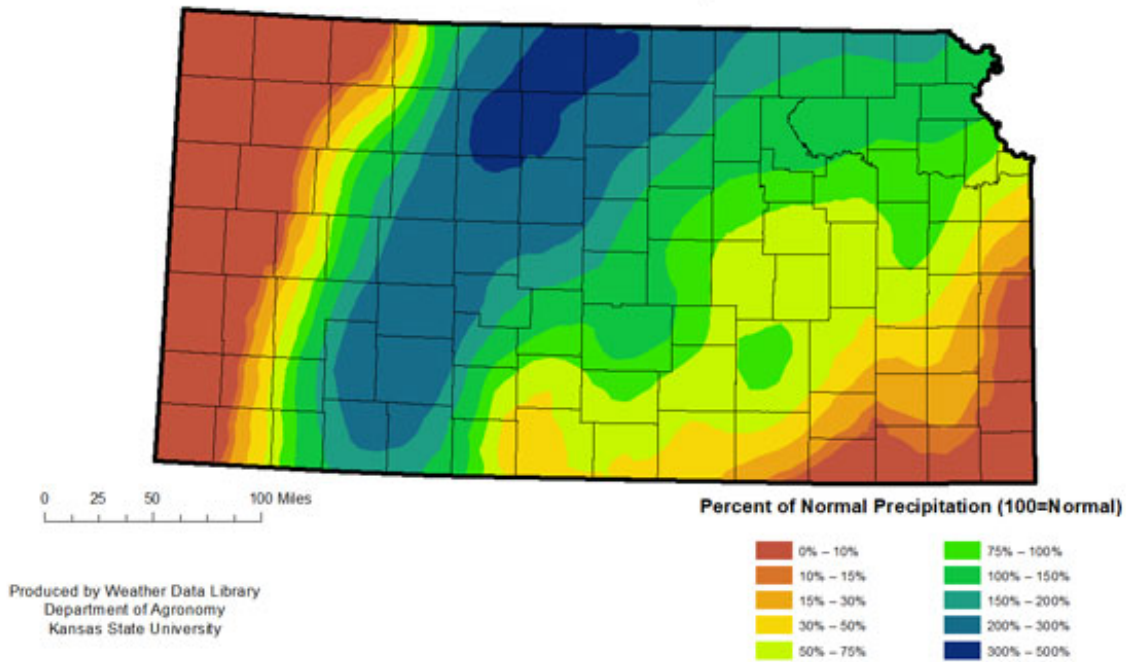 0 25 50 100 Miles
Percent of Normal Precipitation (100=Normal)
0% – 10%
10% – 15%
15% – 30%
30% – 50%
50% – 75%
75% – 100%
100% – 150%
150% – 200%
200% – 300%
300% – 500%
Produced by Weather Data Library
Department of Agronomy
Kansas State University